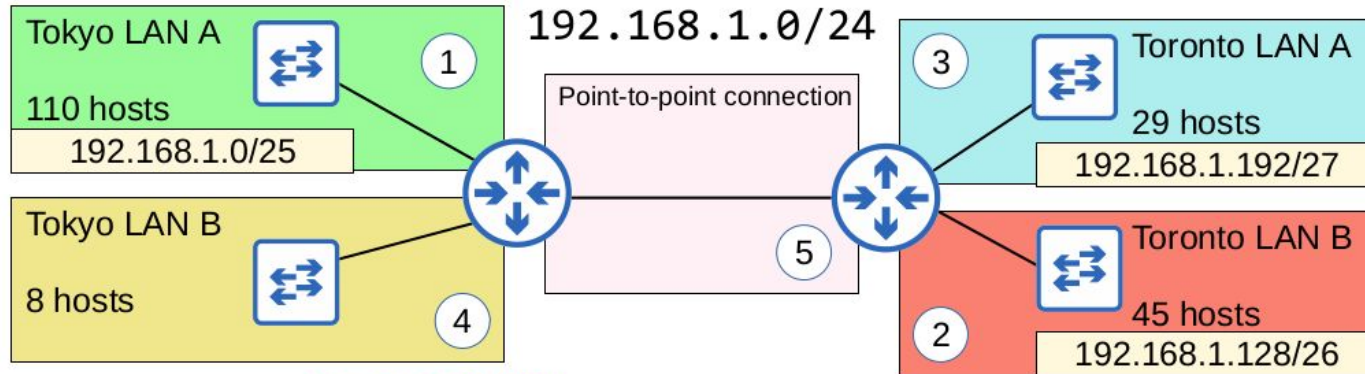 192.168.1.0/24
Tokyo LAN A
1
110 hosts
192.168.1.0/25
Point-to-point connection
3
Toronto LAN A
29 hosts
192.168.1.192/27
Tokyo LAN B
8 hosts
4
5
Toronto LAN B
2
45 hosts
192.168.1.128/26